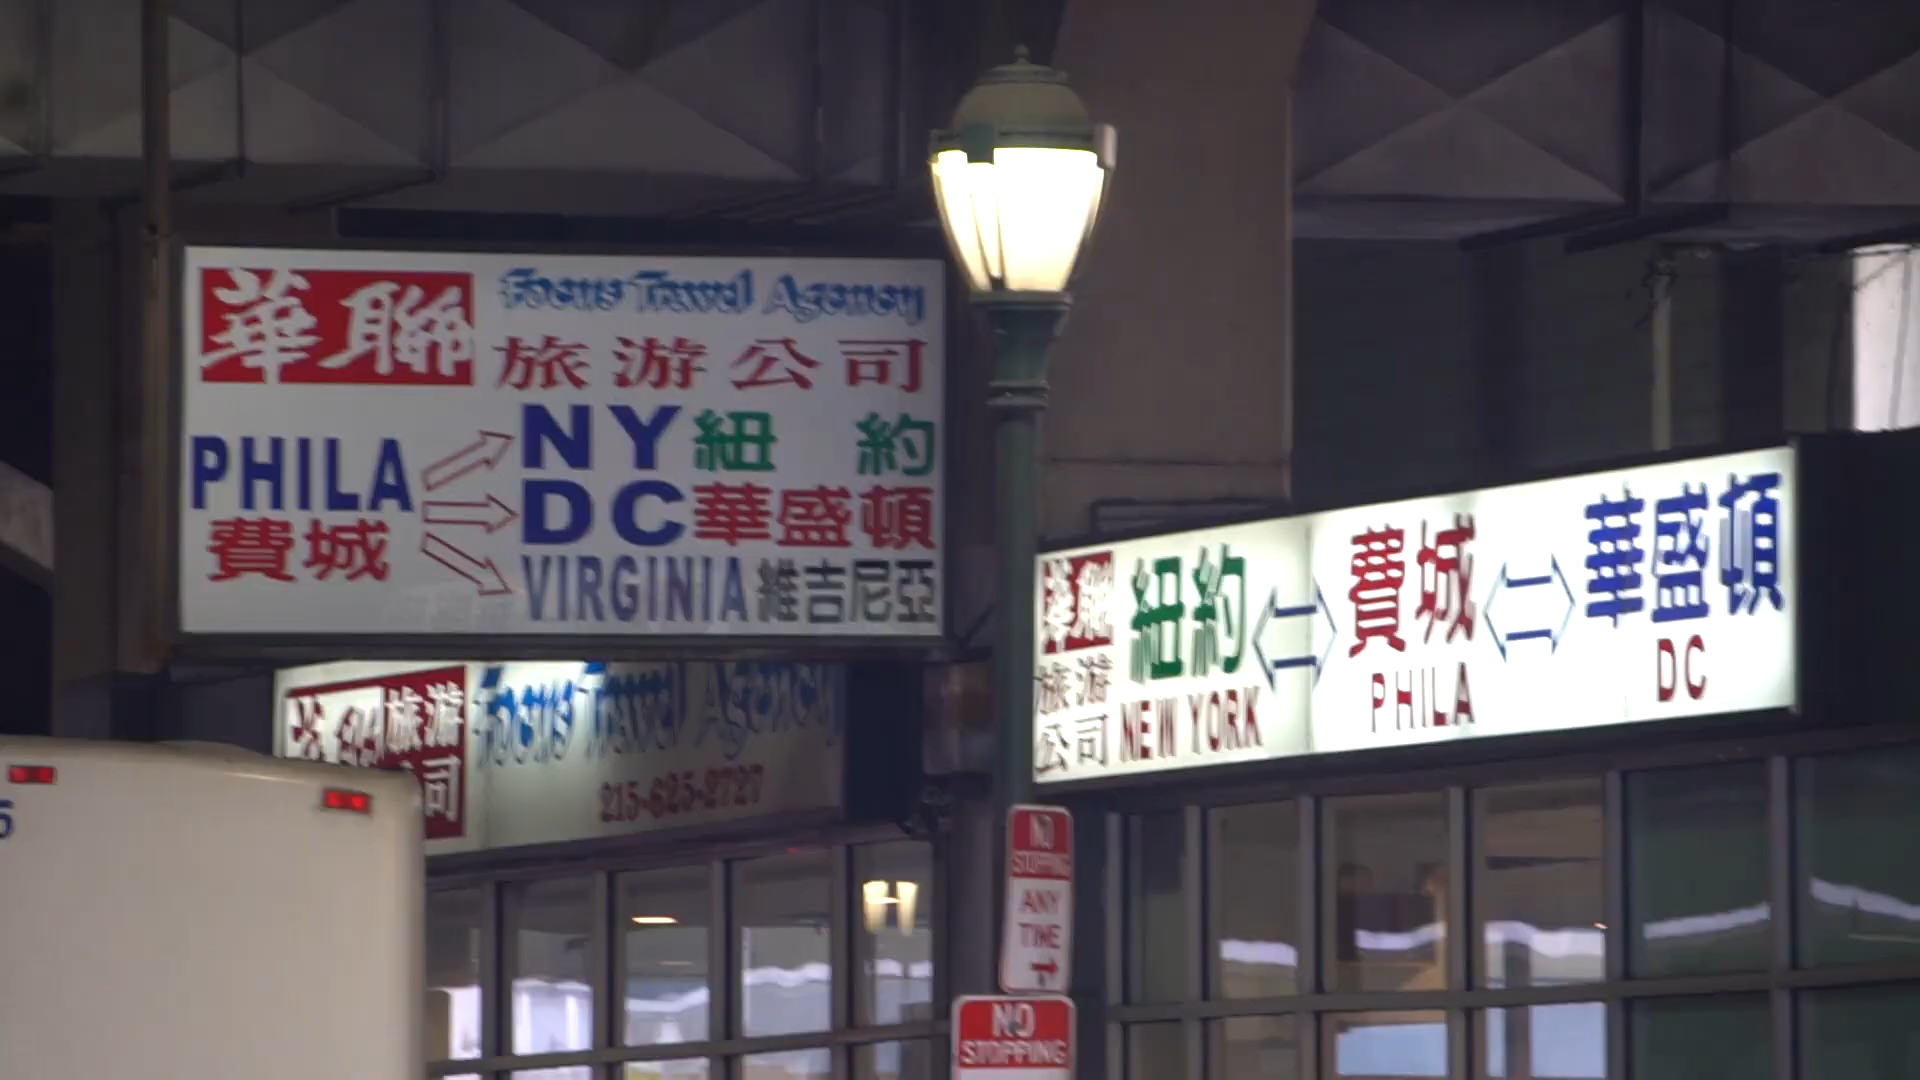 華聯 Focus Travel Agency
旅游公司
PHILA NY 紐約
費城 DC 華盛頓
VIRGINIA 維吉尼亞
旅游 Focus Travel Agency
司 215-625-2727
華聯 紐約 費城 華盛頓
旅游 NEW YORK PHILA DC
公司
NO
STOPPING
ANY
TIME
NO
STOPPING